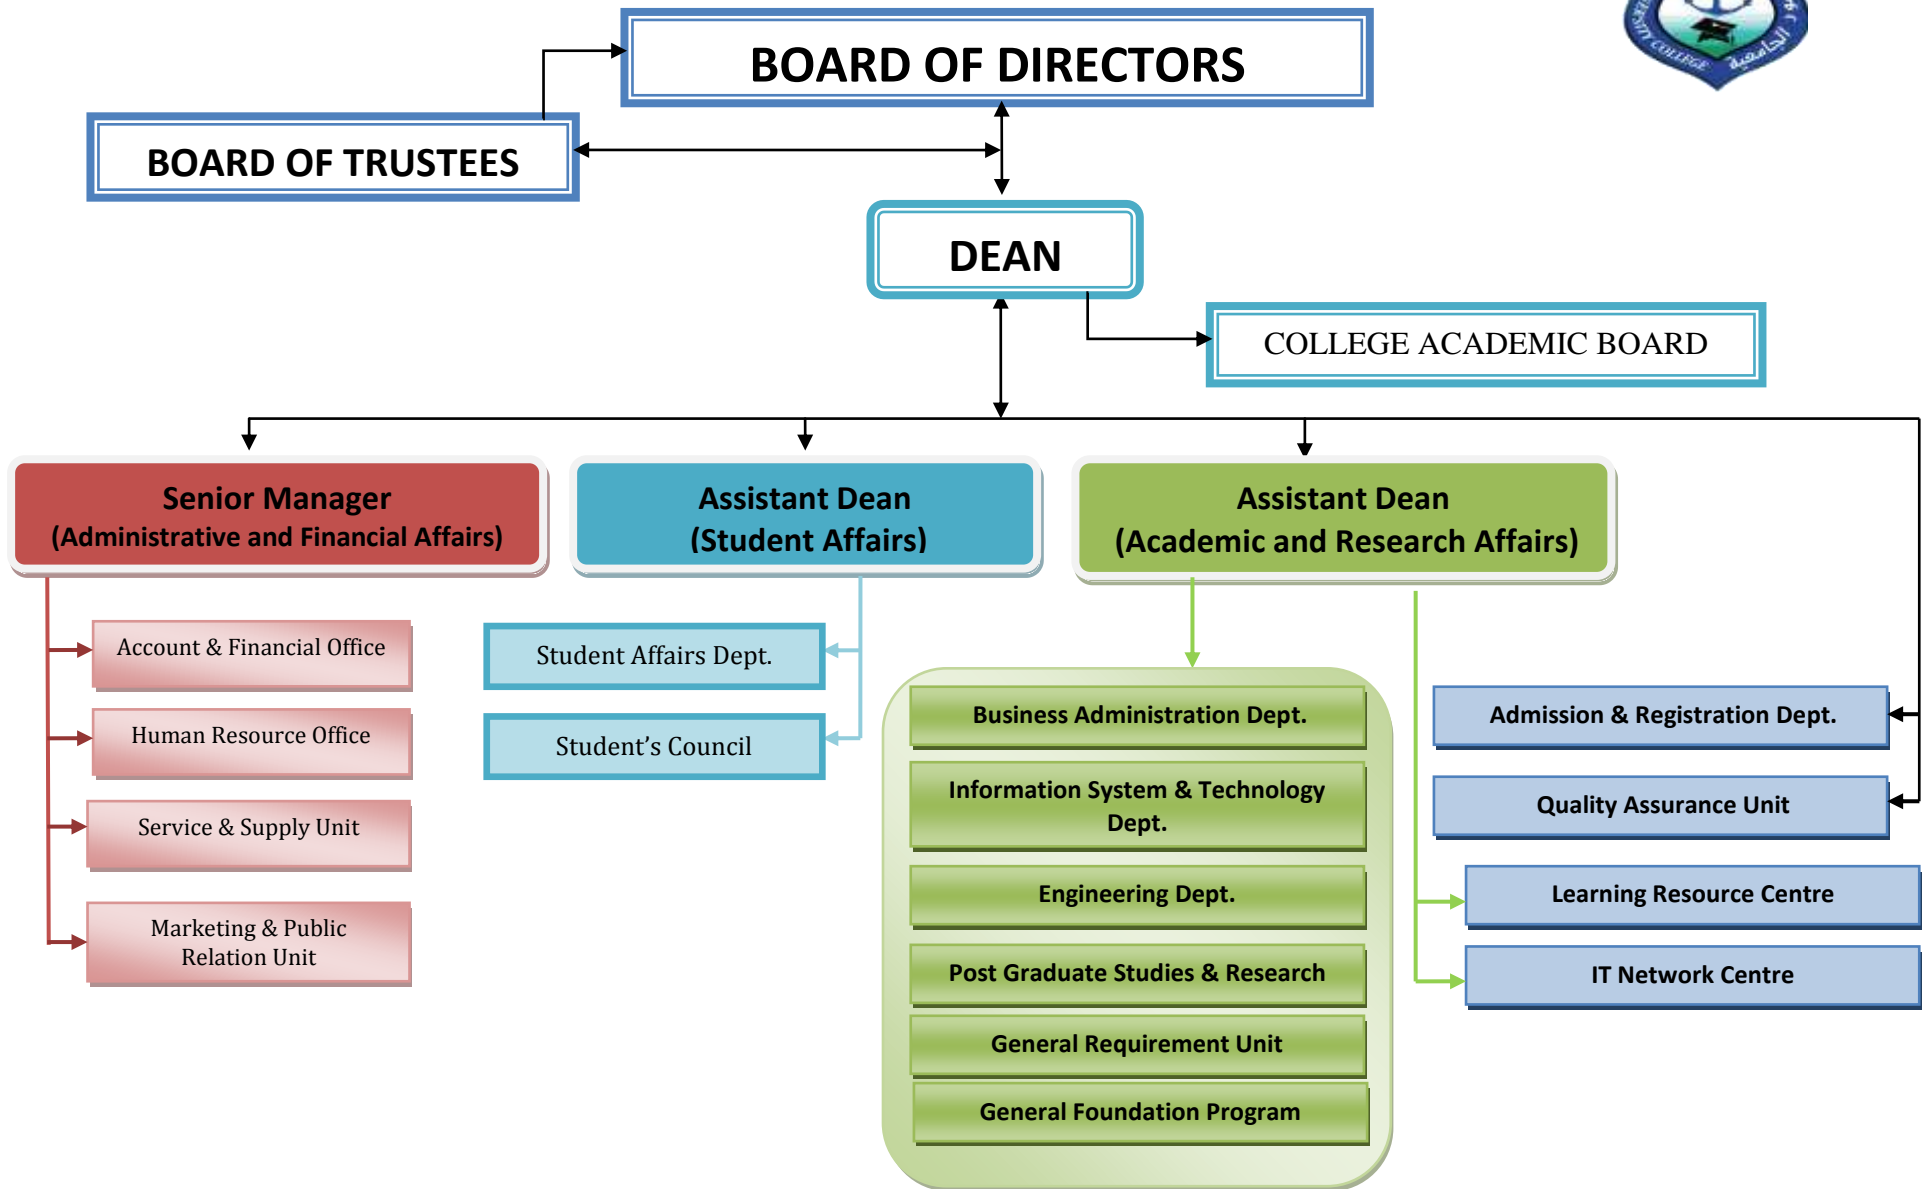 BOARD OF DIRECTORS
BOARD OF TRUSTEES
DEAN
COLLEGE ACADEMIC BOARD
Senior Manager
(Administrative and Financial Affairs)
Assistant Dean
(Student Affairs)
Assistant Dean
(Academic and Research Affairs)
Account & Financial Office
Human Resource Office
Service & Supply Unit
Marketing & Public
Relation Unit
Student Affairs Dept.
Student’s Council
Business Administration Dept.
Information System & Technology
Dept.
Engineering Dept.
Post Graduate Studies & Research
General Requirement Unit
General Foundation Program
Admission & Registration Dept.
Quality Assurance Unit
Learning Resource Centre
IT Network Centre
COLLEGE
الجامعية